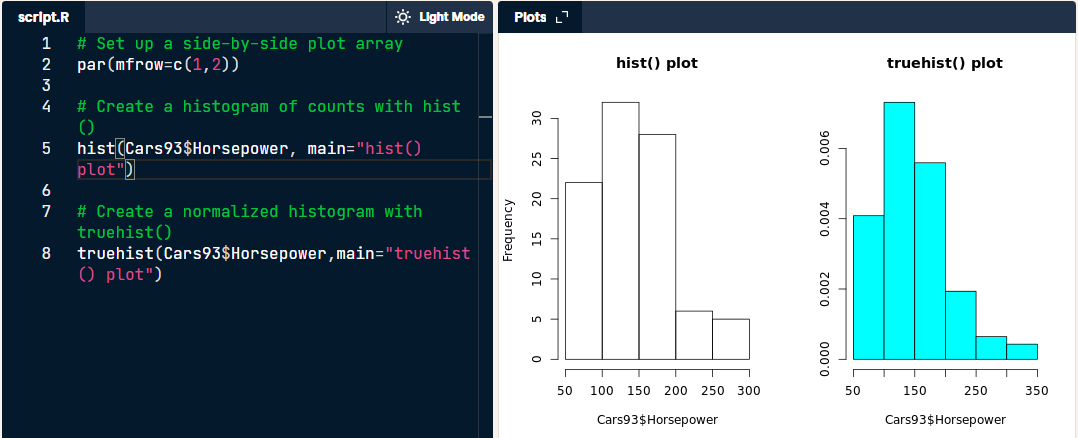 script.R
Light Mode
1 # Set up a side-by-side plot array
2 par(mfrow=c(1,2))
3
4 # Create a histogram of counts with hist
()
5 hist(Cars93$Horsepower, main="hist()
plot")
6
7 # Create a normalized histogram with
truehist()
8 truehist(Cars93$Horsepower,main="truehist
() plot")
Plots
hist() plot
Frequency
0 5 10 15 20 25 30
50 100 150 200 250 300
Cars93$Horsepower
truehist() plot
0.000 0.002 0.004 0.006
50 150 250 350
Cars93$Horsepower